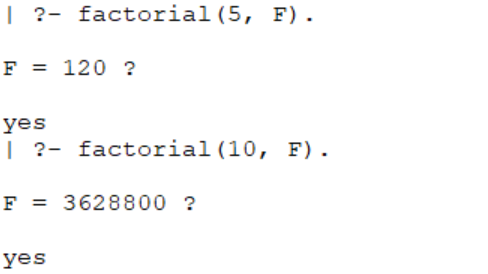 | ?- factorial(5, F).
F = 120 ?
yes
| ?- factorial(10, F).
F = 3628800 ?
yes